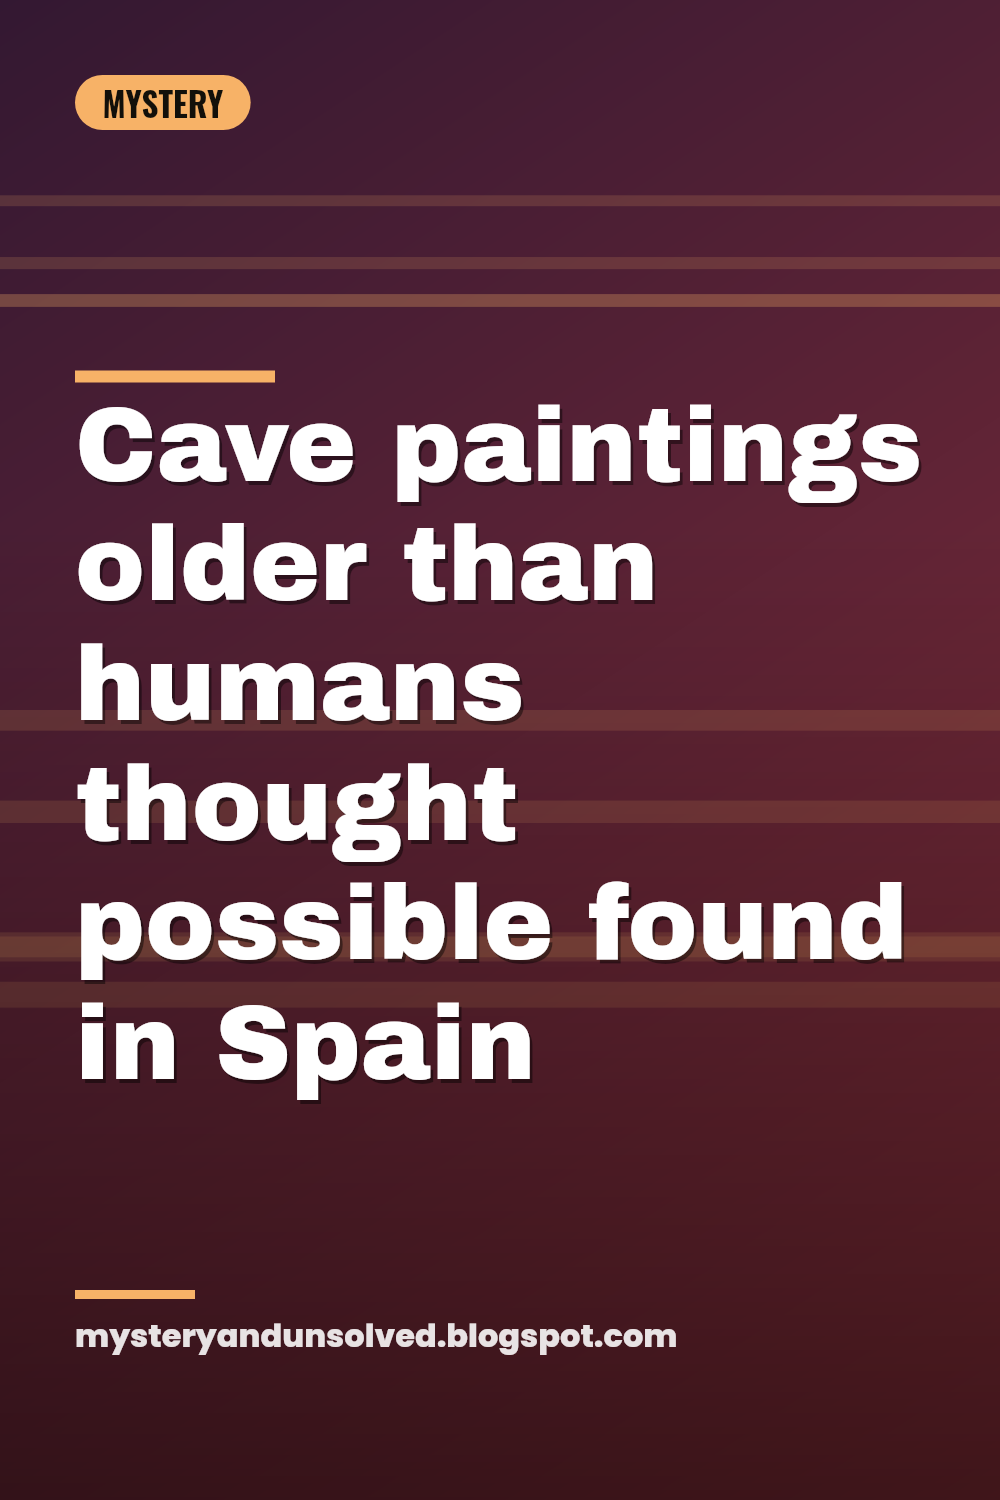 MYSTERY
Cave paintings
older than
humans
thought
possible found
in Spain
mysteryandunsolved.blogspot.com